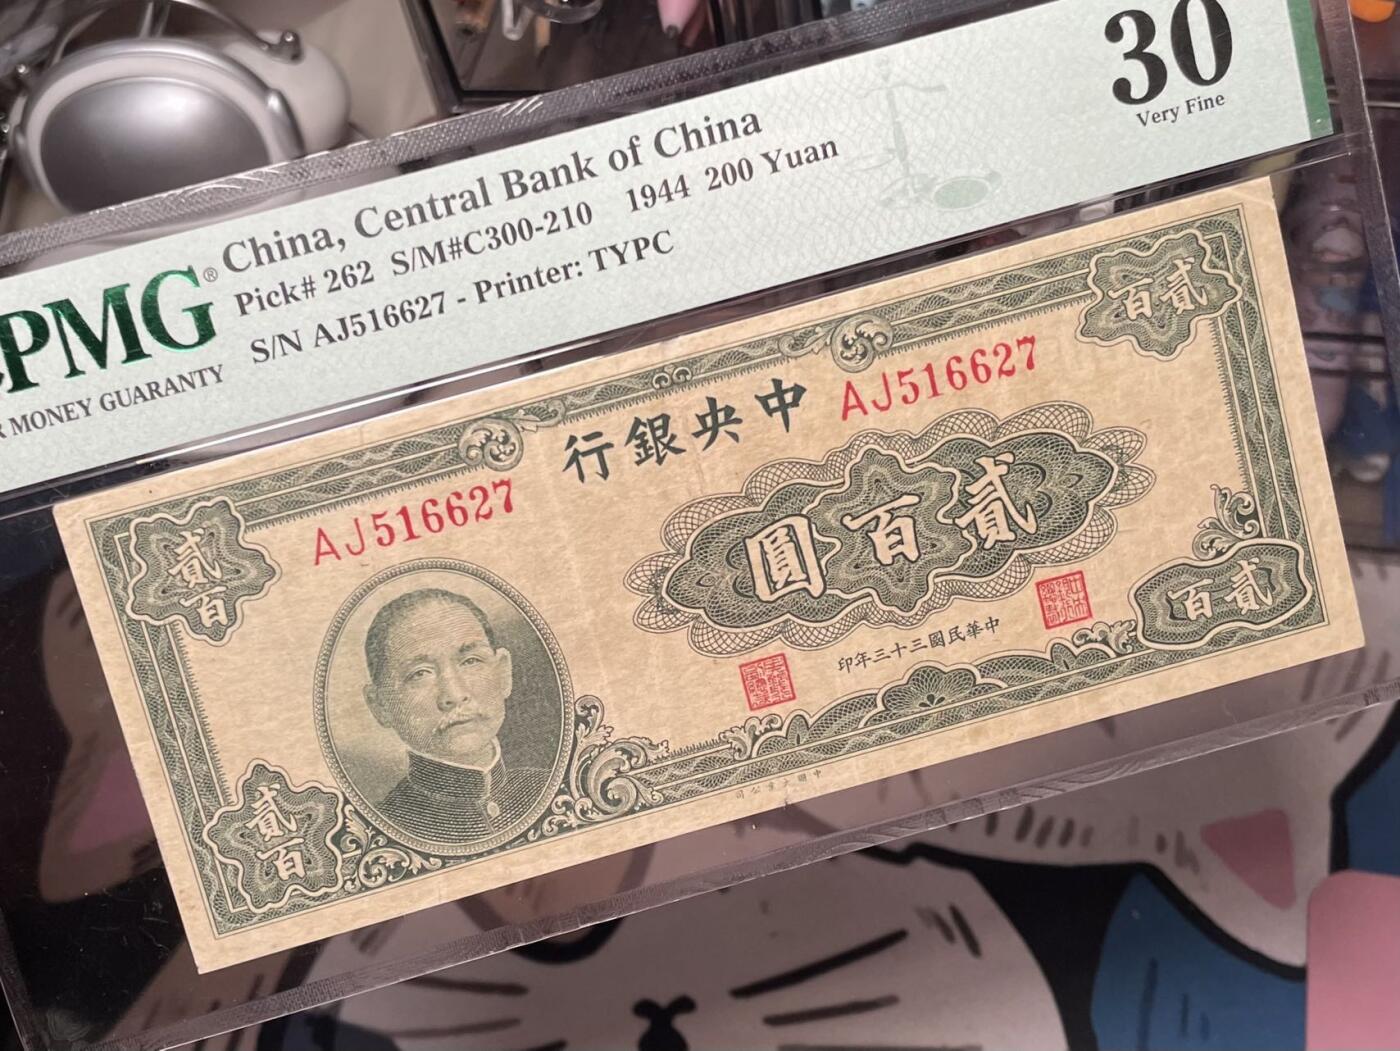 30
Very Fine
China, Central Bank of China
Pick# 262 S/M#C300-210 1944 200 Yuan
S/N AJ516627 - Printer: TYPC
PMG®
MONEY GUARANTY
百貳
貳百
行銀央中
AJ516627
AJ516627
圓百貳
印年三十三國民華中
百貳
貳百